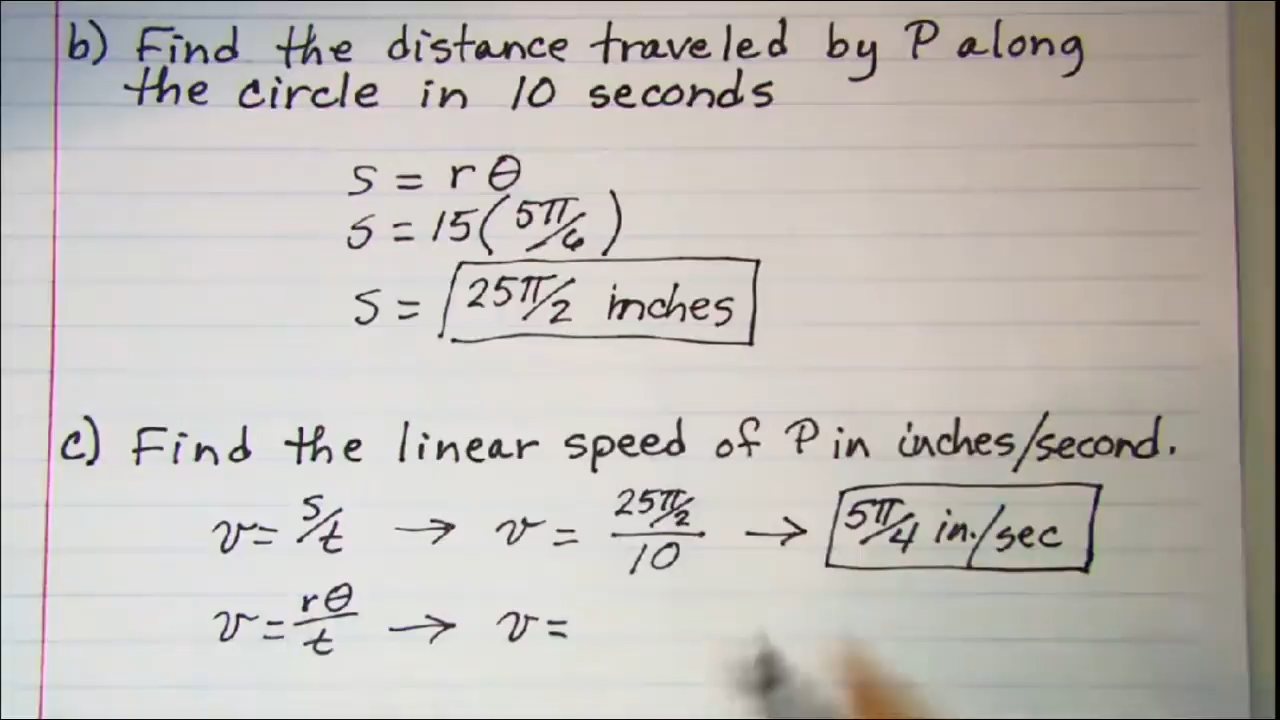 b) Find the distance traveled by P along
the circle in 10 seconds
s = rθ
s = 15(5π/6)
s = 25π/2 inches
c) Find the linear speed of P in inches/second.
v = s/t → v = 25π/2 / 10 → 5π/4 in./sec
v = rθ/t → v =